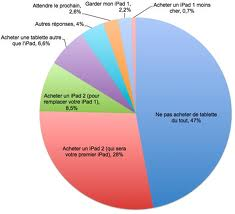 Garder mon iPad 1,
2,2%
Acheter un iPad 1 moins
cher, 0,7%
Attendre le prochain,
2,6%
Autres réponses, 4%
Acheter une tablette autre
que l'iPad, 6,6%
Acheter un iPad 2 (pour
remplacer votre iPad 1),
8,5%
Ne pas acheter de tablette
du tout, 47%
Acheter un iPad 2 (qui sera
votre premier iPad), 28%